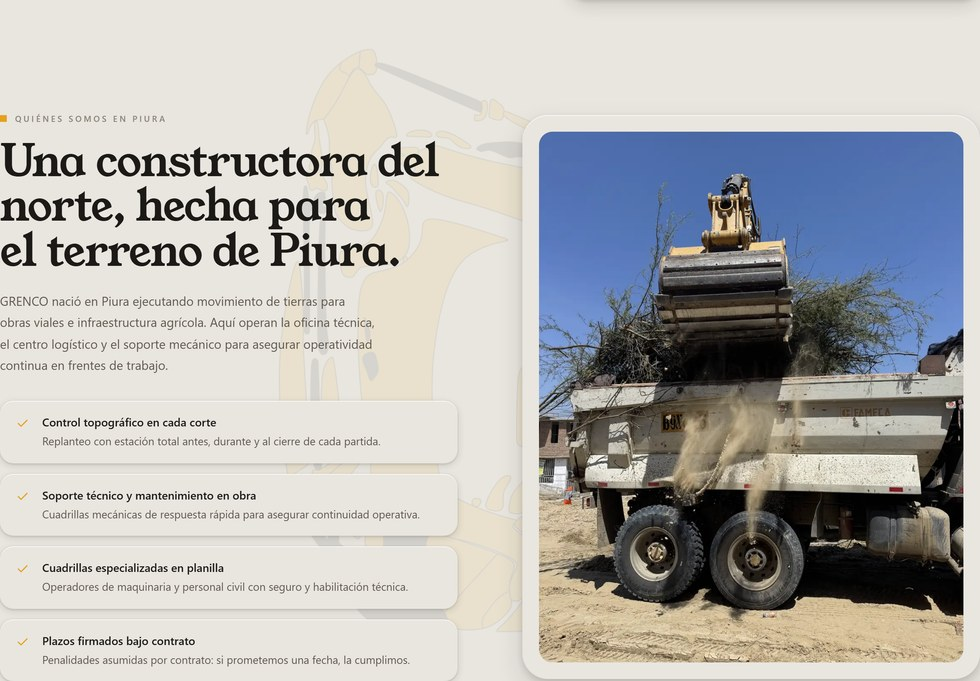 QUIÉNES SOMOS EN PIURA
Una constructora del
norte, hecha para
el terreno de Piura.
GRENCO nació en Piura ejecutando movimiento de tierras para
obras viales e infraestructura agrícola. Aquí operan la oficina técnica,
el centro logístico y el soporte mecánico para asegurar operatividad
continua en frentes de trabajo.
Control topográfico en cada corte
Replanteo con estación total antes, durante y al cierre de cada partida.
Soporte técnico y mantenimiento en obra
Cuadrillas mecánicas de respuesta rápida para asegurar continuidad operativa.
Cuadrillas especializadas en planilla
Operadores de maquinaria y personal civil con seguro y habilitación técnica.
Plazos firmados bajo contrato
Penalidades asumidas por contrato: si prometemos una fecha, la cumplimos.
FAMECA